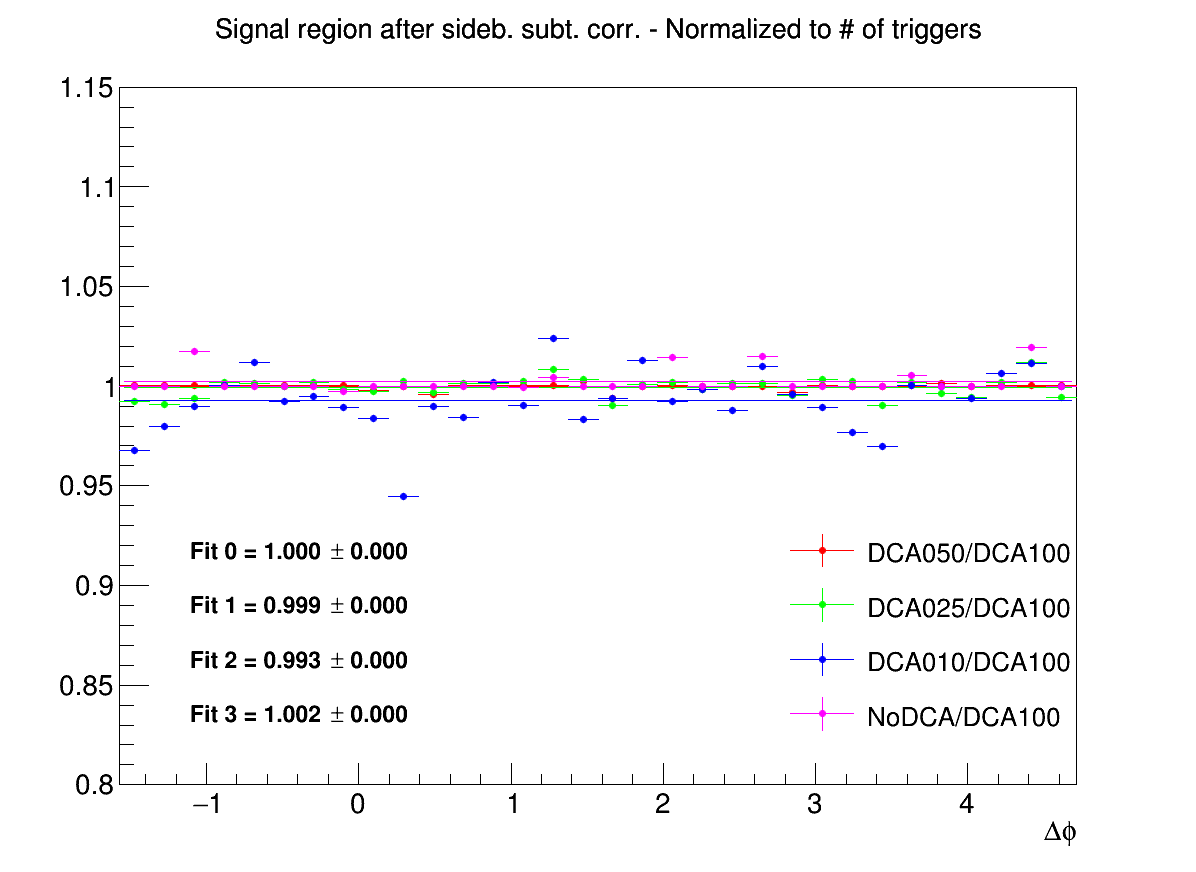 Signal region after sideb. subt. corr. - Normalized to # of triggers
1.15
1.1
1.05
1
0.95
0.9
0.85
0.8
Fit 0 = 1.000 ± 0.000
Fit 1 = 0.999 ± 0.000
Fit 2 = 0.993 ± 0.000
Fit 3 = 1.002 ± 0.000
DCA050/DCA100
DCA025/DCA100
DCA010/DCA100
NoDCA/DCA100
−1 0 1 2 3 4
Δϕ